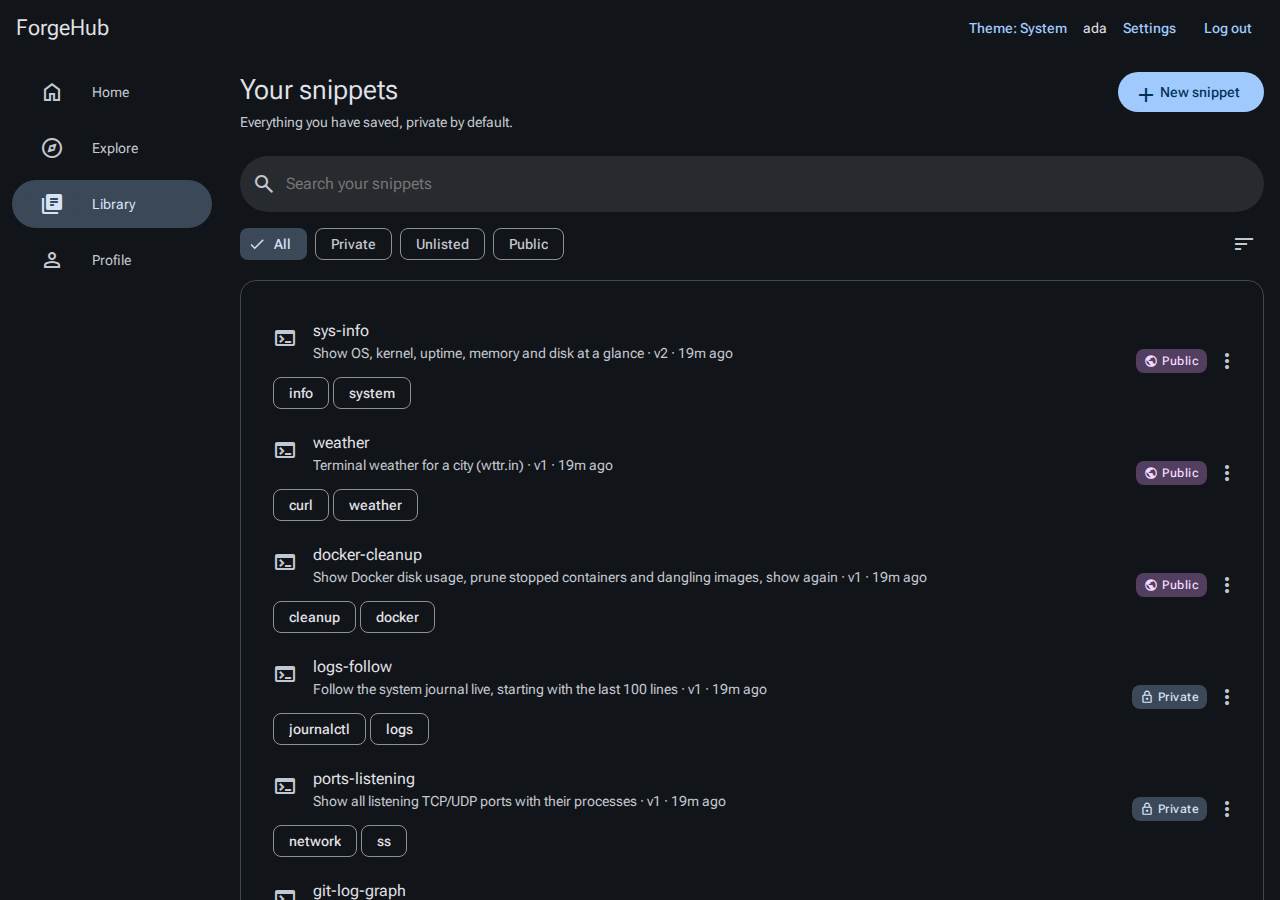 ForgeHub
Theme: System ada Settings Log out
Home
Explore
Library
Profile
Your snippets
New snippet
Everything you have saved, private by default.
Search your snippets
All Private Unlisted Public
sys-info
Show OS, kernel, uptime, memory and disk at a glance · v2 · 19m ago
Public
info system
weather
Terminal weather for a city (wttr.in) · v1 · 19m ago
Public
curl weather
docker-cleanup
Show Docker disk usage, prune stopped containers and dangling images, show again · v1 · 19m ago
Public
cleanup docker
logs-follow
Follow the system journal live, starting with the last 100 lines · v1 · 19m ago
Private
journalctl logs
ports-listening
Show all listening TCP/UDP ports with their processes · v1 · 19m ago
Private
network ss
git-log-graph